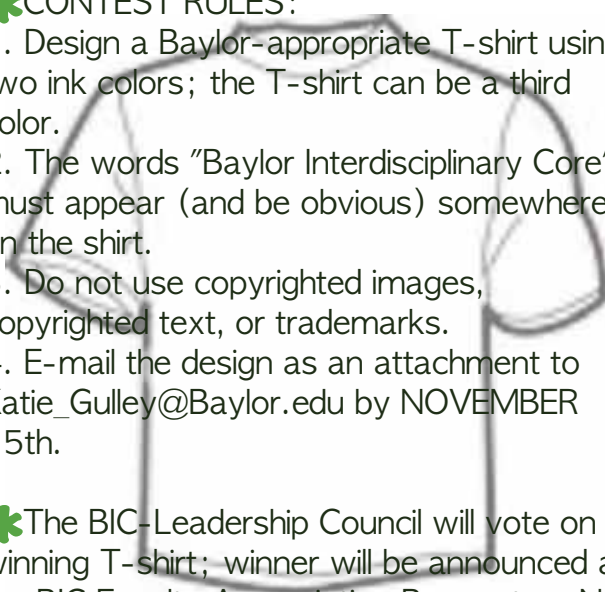 CONTEST RULES:
. Design a Baylor-appropriate T-shirt usin
wo ink colors; the T-shirt can be a third
olor.
. The words "Baylor Interdisciplinary Core"
must appear (and be obvious) somewhere
n the shirt.
. Do not use copyrighted images,
opyrighted text, or trademarks.
. E-mail the design as an attachment to
Katie_Gulley@Baylor.edu by NOVEMBER
5th.
The BIC-Leadership Council will vote on
winning T-shirt; winner will be announced a